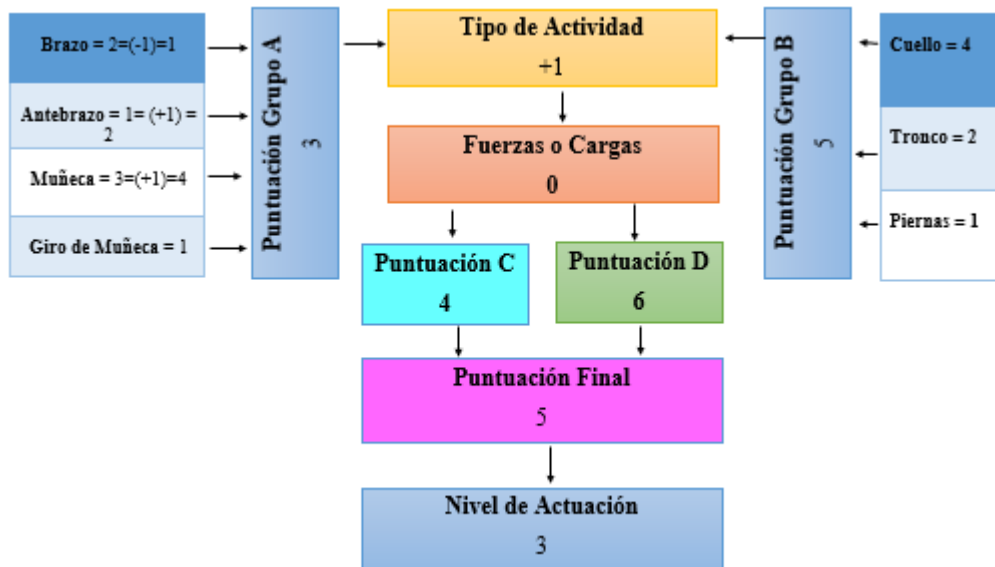 Brazo = 2=(-1)=1
Antebrazo = 1= (+1) =
2
Muñeca = 3=(+1)=4
Giro de Muñeca = 1
Puntuación Grupo A
3
Tipo de Actividad
+1
Fuerzas o Cargas
0
Puntuación C
4
Puntuación D
6
Puntuación Final
5
Nivel de Actuación
3
Puntuación Grupo B
5
Cuello = 4
Tronco = 2
Piernas = 1